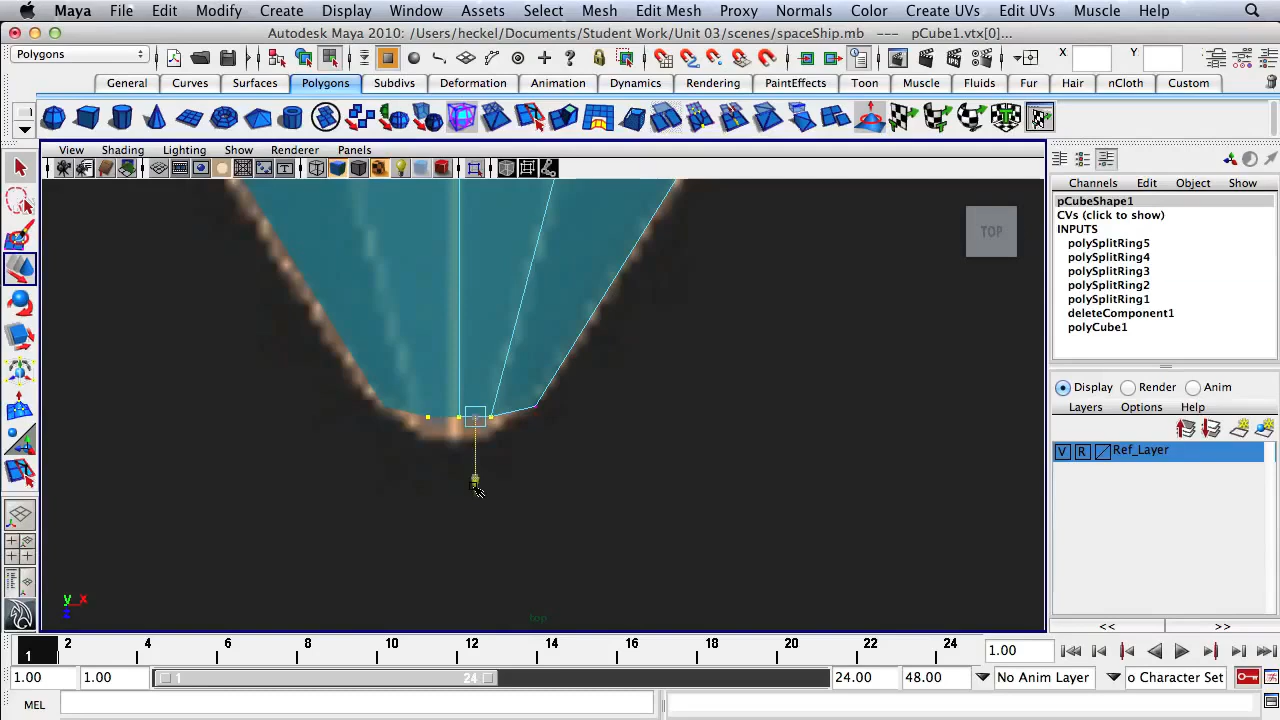 Maya File Edit Modify Create Display Window Assets Select Mesh Edit Mesh Proxy Normals Color Create UVs Edit UVs Muscle Help
Autodesk Maya 2010: /Users/heckel/Documents/Student Work/Unit 03/scenes/spaceShip.mb --- pCube1.vtx[0]...
Polygons X Y
General Curves Surfaces Polygons Subdivs Deformation Animation Dynamics Rendering PaintEffects Toon Muscle Fluids Fur Hair nCloth Custom
View Shading Lighting Show Renderer Panels
Channels Edit Object Show
pCubeShape1
CVs (click to show)
INPUTS
polySplitRing5
polySplitRing4
polySplitRing3
polySplitRing2
polySplitRing1
deleteComponent1
polyCube1
TOP
Display Render Anim
Layers Options Help
V R Ref_Layer
y x
z
top
<< >>
1 2 4 6 8 10 12 14 16 18 20 22 24 1.00
1.00 1.00 1 24 24.00 48.00 No Anim Layer o Character Set
MEL